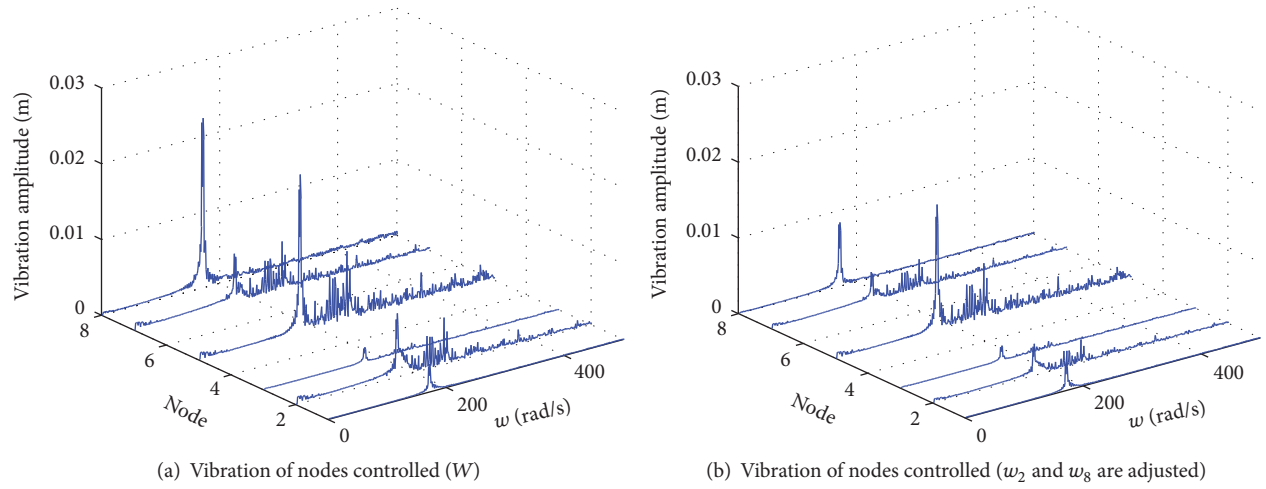 0.03
0.02
0.01
0
Vibration amplitude (m)
8
6
4
2
Node
0
200
400
w (rad/s)
(a) Vibration of nodes controlled (W)
0.03
0.02
0.01
0
Vibration amplitude (m)
8
6
4
2
Node
0
200
400
w (rad/s)
(b) Vibration of nodes controlled (w₂ and w₈ are adjusted)